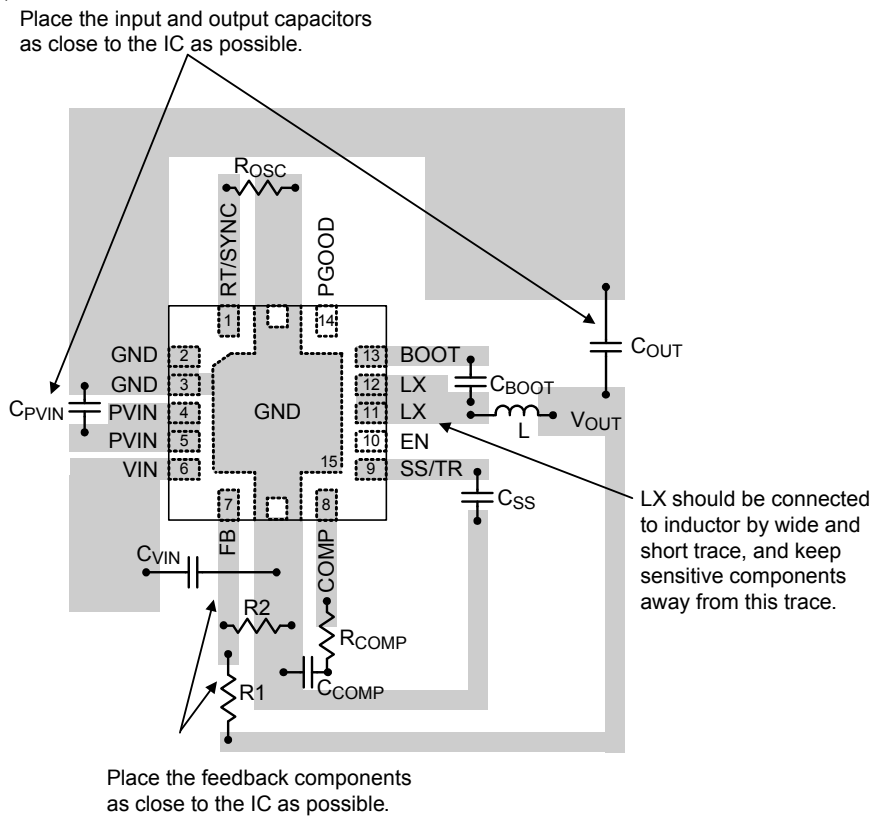 Place the input and output capacitors
as close to the IC as possible.
ROSC
RT/SYNC
PGOOD
1
14
GND
2
13
BOOT
GND
3
12
LX
CPVIN
PVIN
4
GND
11
LX
PVIN
5
10
EN
VIN
6
15
9
SS/TR
7
8
FB
COMP
CBOOT
L
VOUT
COUT
CSS
LX should be connected
to inductor by wide and
short trace, and keep
sensitive components
away from this trace.
CVIN
R2
RCOMP
CCOMP
R1
Place the feedback components
as close to the IC as possible.